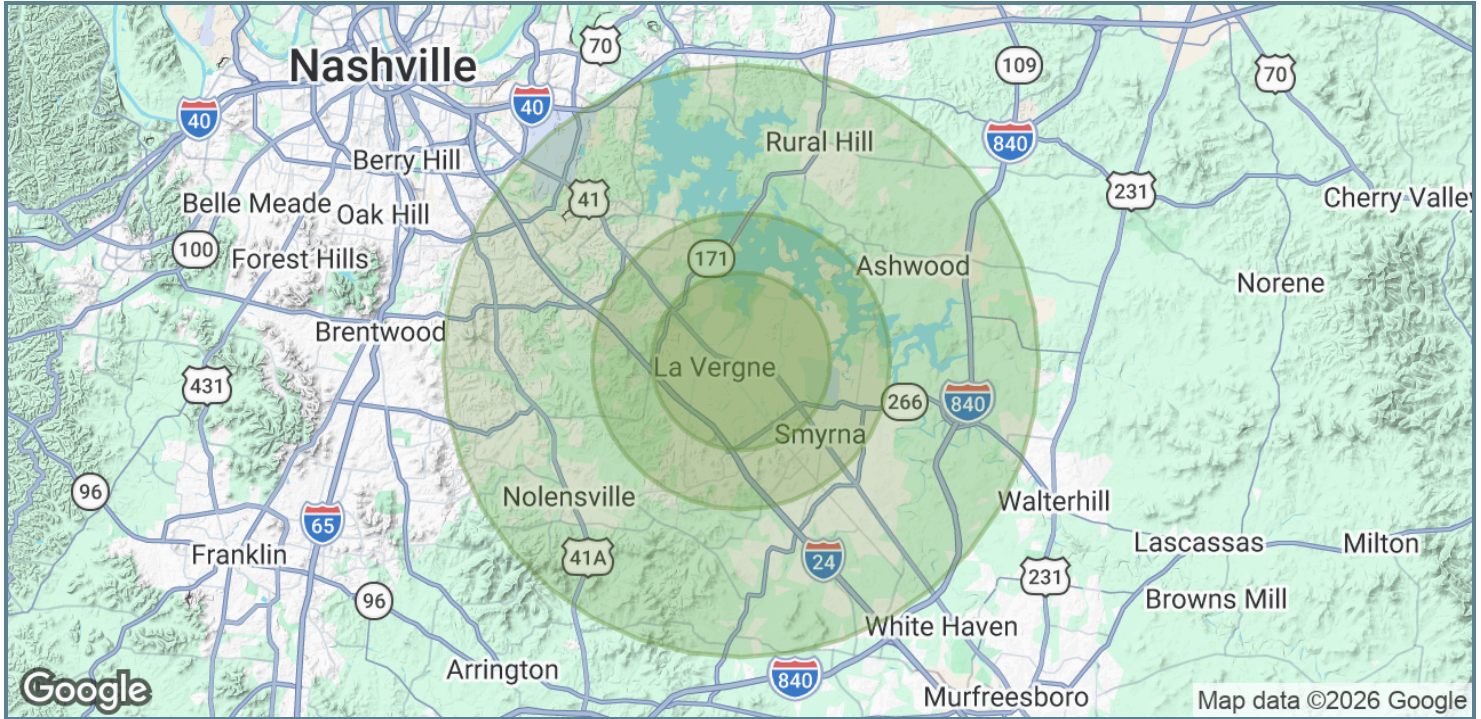 Nashville
70
109
70
40
40
Berry Hill
Rural Hill
840
Belle Meade
Oak Hill
41
231
Cherry Valley
100
Forest Hills
171
Ashwood
Norene
Brentwood
La Vergne
431
266
840
Smyrna
96
Nolensville
Walterhill
65
Franklin
41A
24
Lascassas
Milton
231
96
Browns Mill
White Haven
Arrington
840
Murfreesboro
Google
Map data ©2026 Google